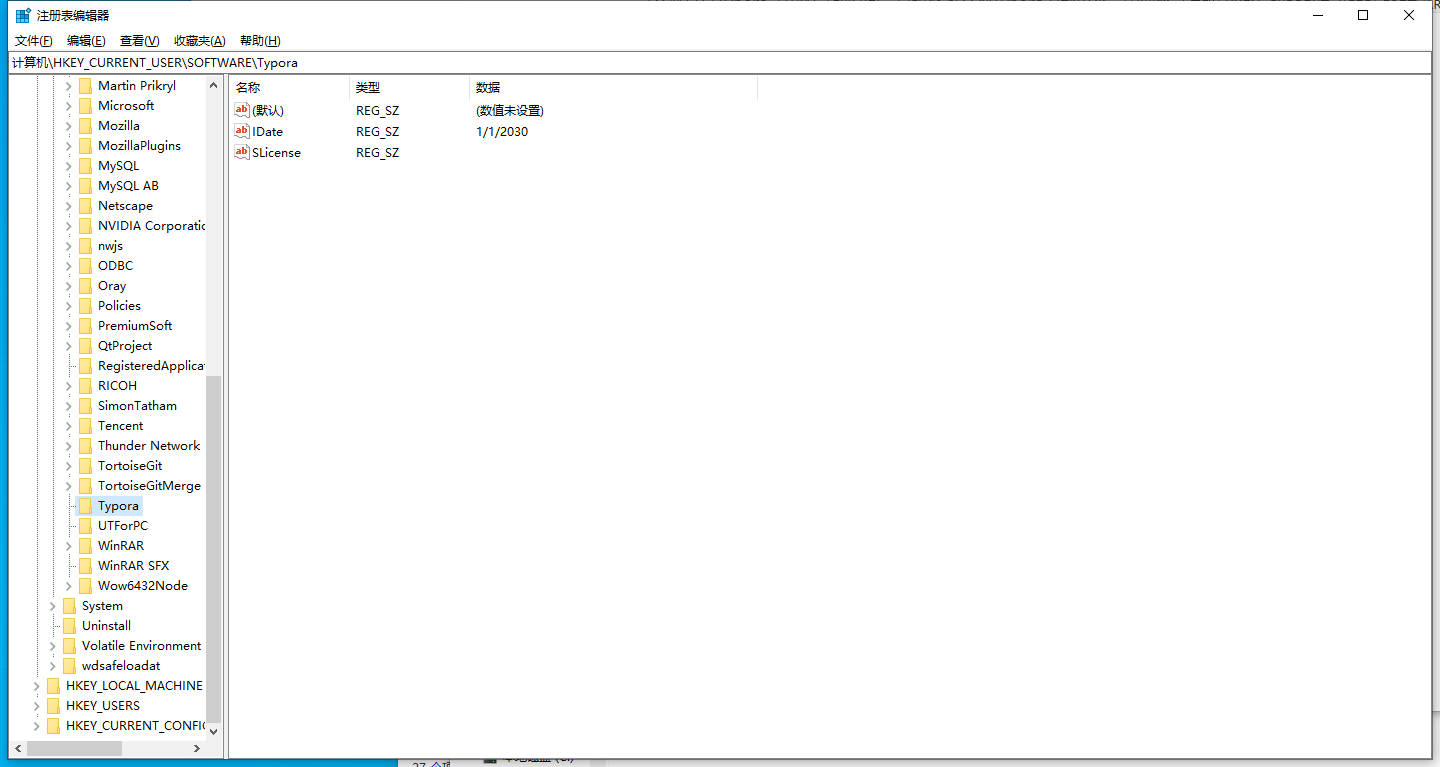 注册表编辑器
文件(F) 编辑(E) 查看(V) 收藏夹(A) 帮助(H)
计算机\HKEY_CURRENT_USER\SOFTWARE\Typora
Martin Prikryl
Microsoft
Mozilla
MozillaPlugins
MySQL
MySQL AB
Netscape
NVIDIA Corporatic
nwjs
ODBC
Oray
Policies
PremiumSoft
QtProject
RegisteredApplica
RICOH
SimonTatham
Tencent
Thunder Network
TortoiseGit
TortoiseGitMerge
Typora
UTForPC
WinRAR
WinRAR SFX
Wow6432Node
System
Uninstall
Volatile Environment
wdsafeloadat
HKEY_LOCAL_MACHINE
HKEY_USERS
HKEY_CURRENT_CONFIG
名称 类型 数据
ab (默认) REG_SZ (数值未设置)
ab IDate REG_SZ 1/1/2030
ab SLicense REG_SZ